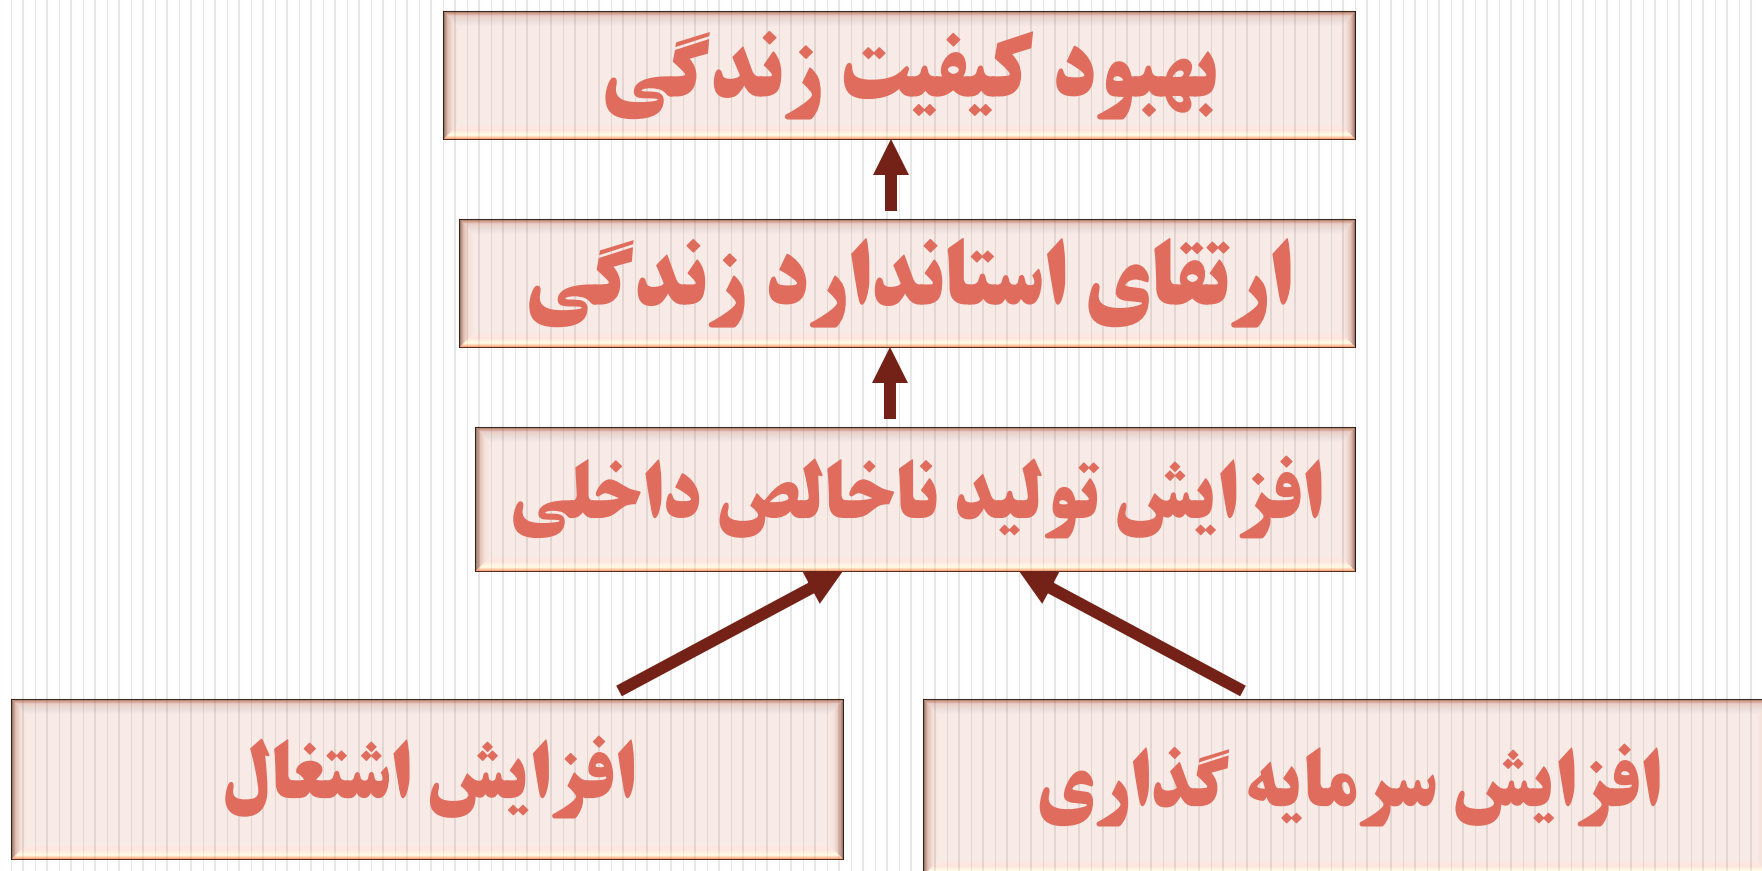 بهبود کیفیت زندگی
ارتقای استاندارد زندگی
افزایش تولید ناخالص داخلی
افزایش سرمایه گذاری
افزایش اشتغال